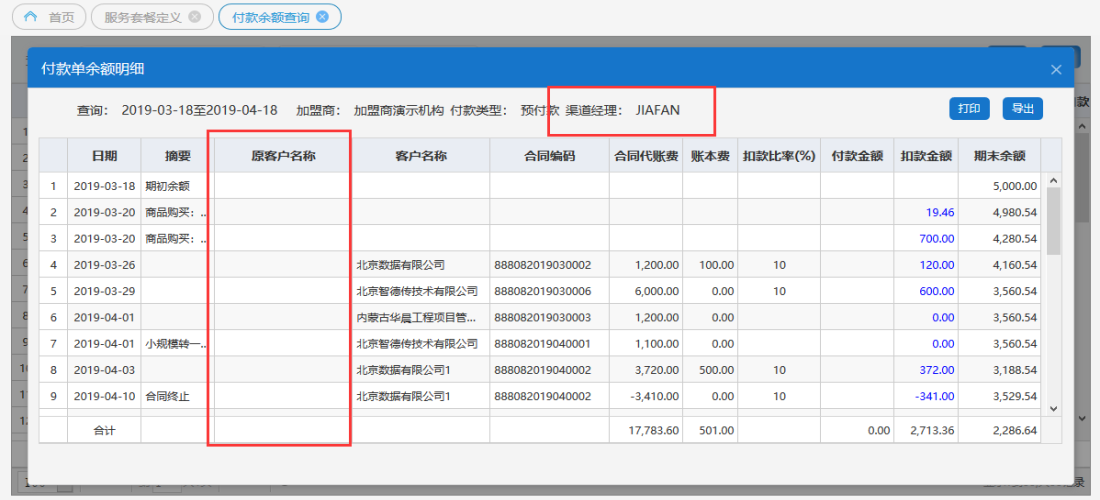 首页 服务套餐定义 付款余额查询
付款单余额明细
查询: 2019-03-18至2019-04-18 加盟商: 加盟商演示机构 付款类型: 预付款 渠道经理: JIAFAN 打印 导出
日期 摘要 原客户名称 客户名称 合同编码 合同代账费 账本费 扣款比率(%) 付款金额 扣款金额 期末余额
1 2019-03-18 期初余额 5,000.00
2 2019-03-20 商品购买: .. 19.46 4,980.54
3 2019-03-20 商品购买: .. 700.00 4,280.54
4 2019-03-26 北京数据有限公司 888082019030002 1,200.00 100.00 10 120.00 4,160.54
5 2019-03-29 北京智德传技术有限公司 888082019030006 6,000.00 0.00 10 600.00 3,560.54
6 2019-04-01 内蒙古华晨工程项目管... 888082019030003 1,200.00 0.00 0.00 3,560.54
7 2019-04-01 小规模转一.. 北京智德传技术有限公司 888082019040001 1,100.00 0.00 0.00 3,560.54
8 2019-04-03 北京数据有限公司1 888082019040002 3,720.00 500.00 10 372.00 3,188.54
9 2019-04-10 合同终止 北京数据有限公司1 888082019040002 -3,410.00 0.00 10 -341.00 3,529.54
合计 17,783.60 501.00 0.00 2,713.36 2,286.64